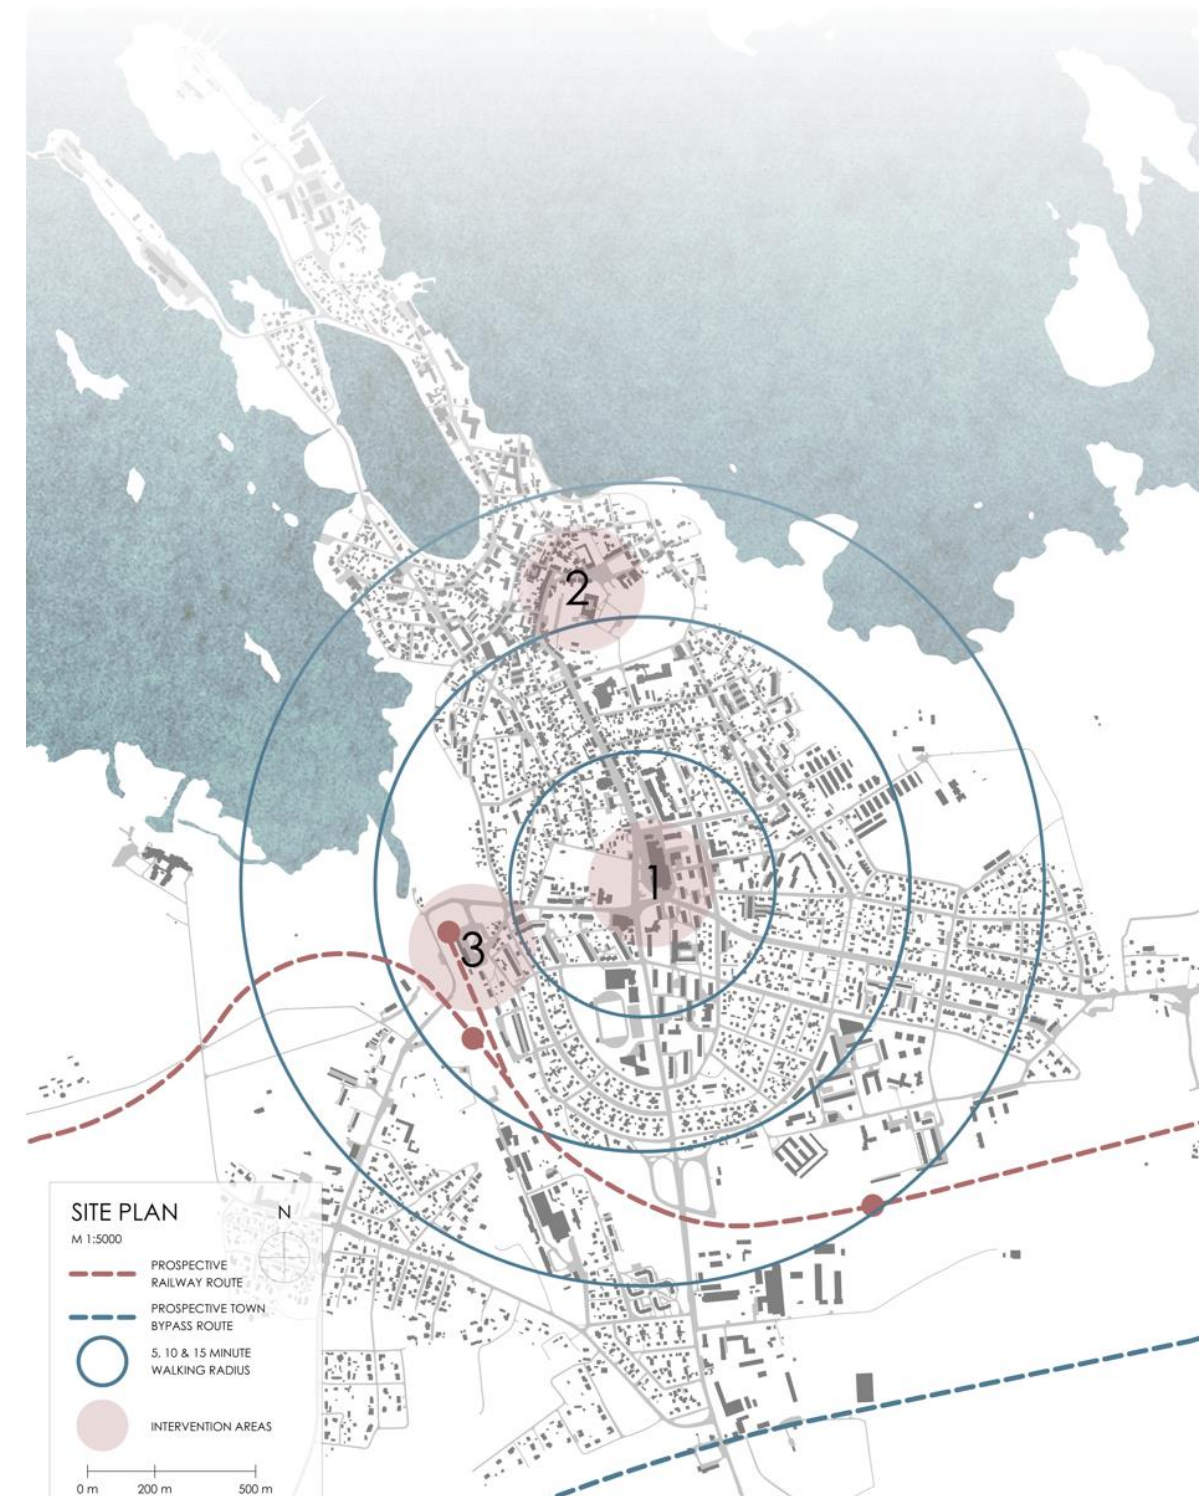 2
1
3
SITE PLAN
N
M 1:5000
PROSPECTIVE
RAILWAY ROUTE
PROSPECTIVE TOWN
BYPASS ROUTE
5, 10 & 15 MINUTE
WALKING RADIUS
INTERVENTION AREAS
0 m 200 m 500 m